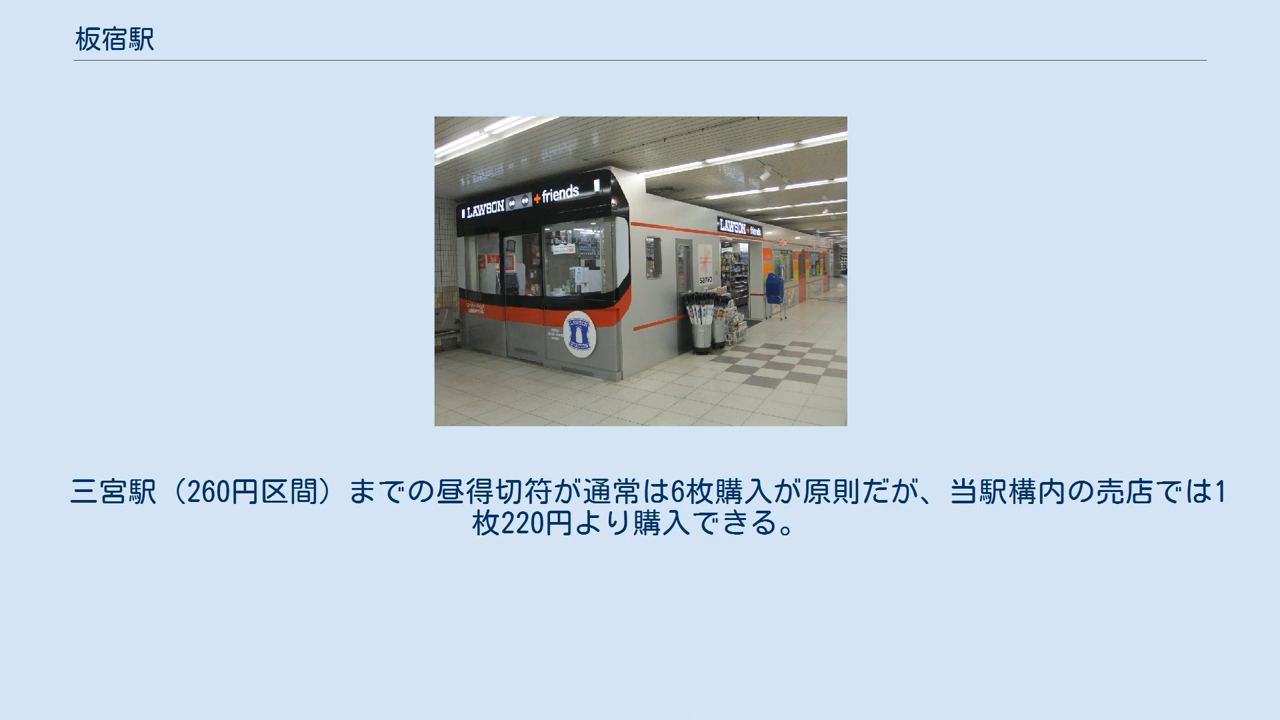 板宿駅
LAWSON +friends
LAWSON +friends
LAWSON
三宮駅（260円区間）までの昼得切符が通常は6枚購入が原則だが、当駅構内の売店では1
枚220円より購入できる。